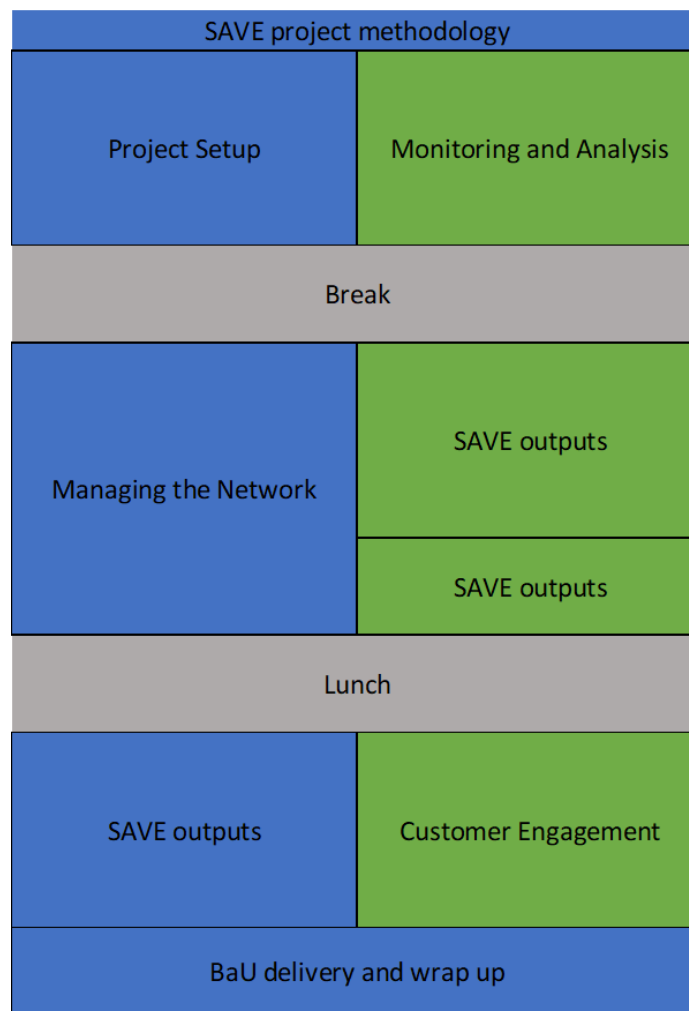 SAVE project methodology
Project Setup
Monitoring and Analysis
Break
Managing the Network
SAVE outputs
SAVE outputs
Lunch
SAVE outputs
Customer Engagement
BaU delivery and wrap up